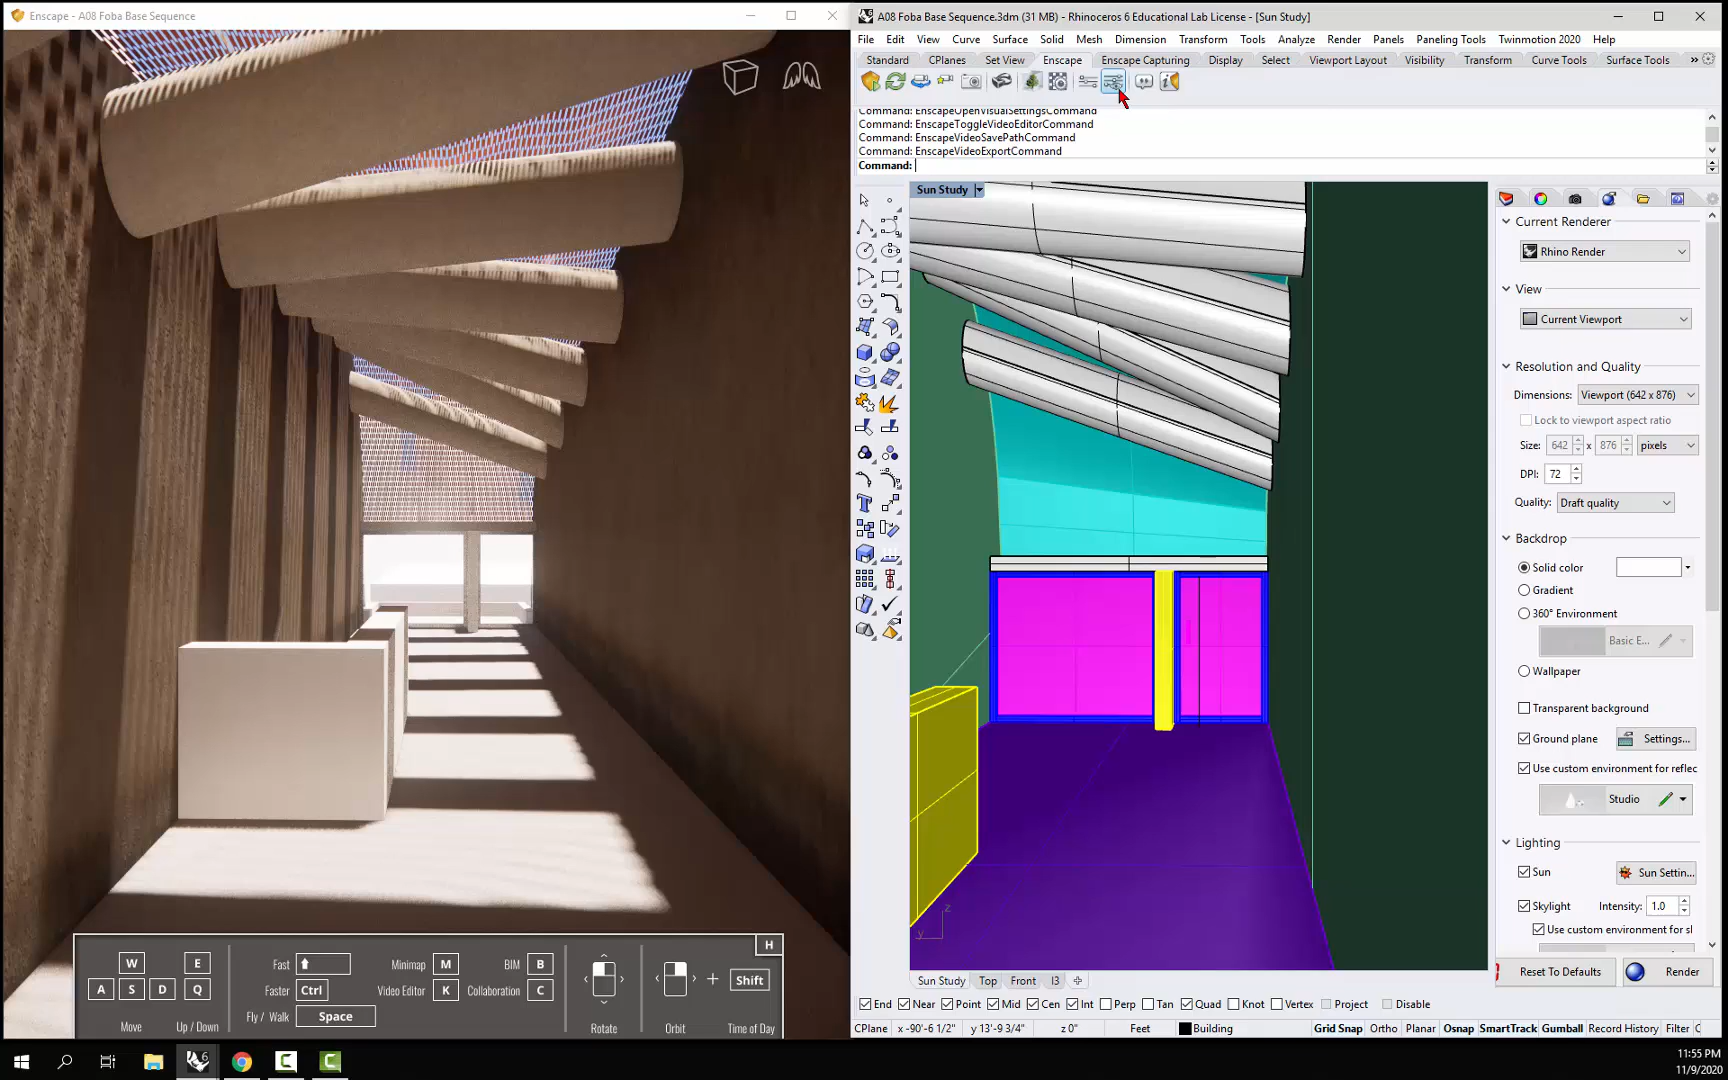 Enscape - A08 Foba Base Sequence
A08 Foba Base Sequence.3dm (31 MB) - Rhinoceros 6 Educational Lab License - [Sun Study]
File Edit View Curve Surface Solid Mesh Dimension Transform Tools Analyze Render Panels Paneling Tools Twinmotion 2020 Help
Standard CPlanes Set View Enscape Enscape Capturing Display Select Viewport Layout Visibility Transform Curve Tools Surface Tools
Command: EnscapeOpenVisualSettingsCommand
Command: EnscapeToggleVideoEditorCommand
Command: EnscapeVideoSavePathCommand
Command: EnscapeVideoExportCommand
Command:
Sun Study
Current Renderer
Rhino Render
View
Current Viewport
Resolution and Quality
Dimensions: Viewport (642 x 876)
Lock to viewport aspect ratio
Size: 642 x 876 pixels
DPI: 72
Quality: Draft quality
Backdrop
Solid color
Gradient
360° Environment
Basic E...
Wallpaper
Transparent background
Ground plane Settings...
Use custom environment for reflec
Studio
Lighting
Sun Sun Settin...
Skylight Intensity: 1.0
Use custom environment for sl
Reset To Defaults Render
z
y
H
W E Fast Minimap M BIM B
A S D Q Faster Ctrl Video Editor K Collaboration C + Shift
Fly / Walk Space
Move Up / Down Rotate Orbit Time of Day
Sun Study Top Front I3
End Near Point Mid Cen Int Perp Tan Quad Knot Vertex Project Disable
CPlane x -90'-6 1/2" y 13'-9 3/4" z 0" Feet Building Grid Snap Ortho Planar Osnap SmartTrack Gumball Record History Filter C
11:55 PM
11/9/2020